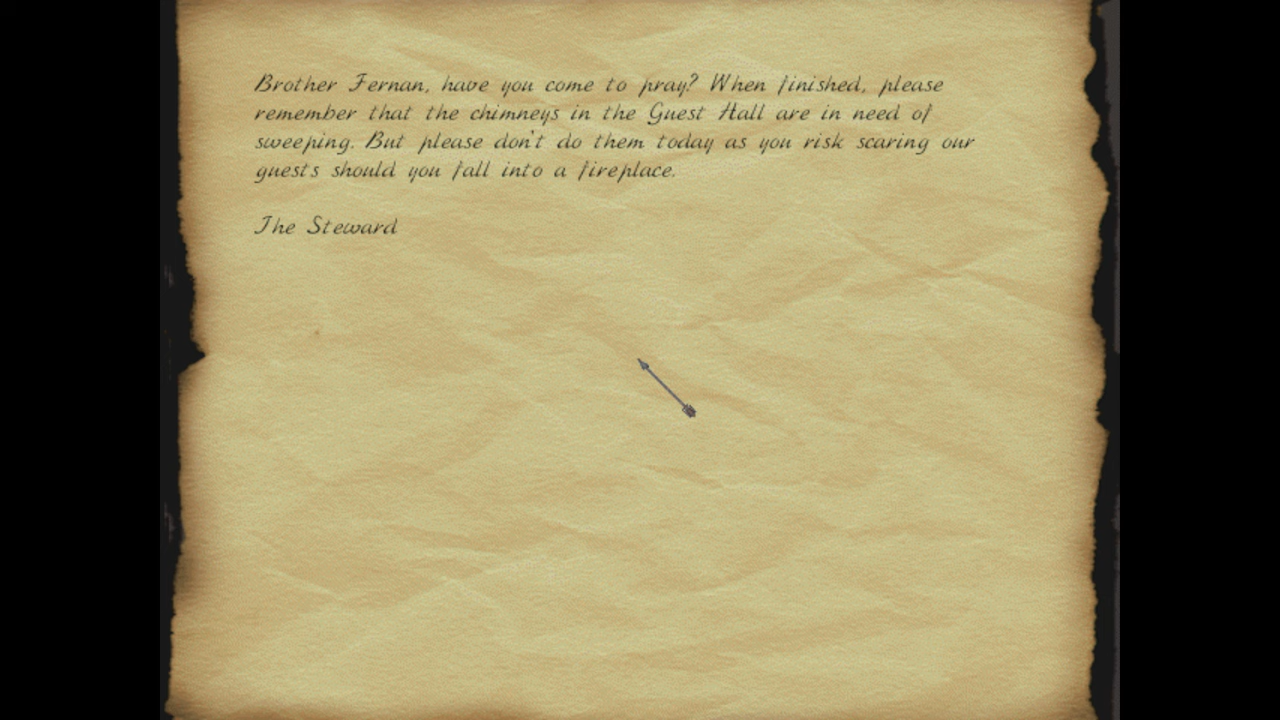 Brother Fernan, have you come to pray? When finished, please
remember that the chimneys in the Guest Hall are in need of
sweeping. But please don't do them today as you risk scaring our
guests should you fall into a fireplace.
The Steward